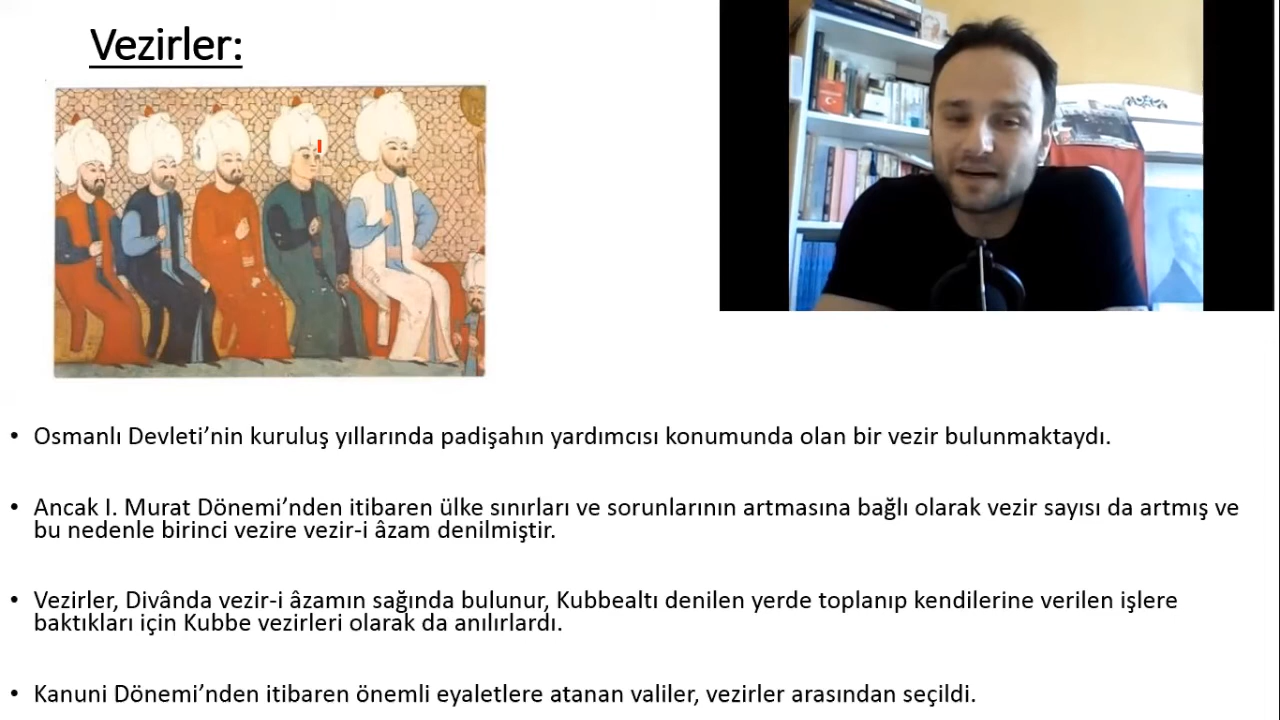 Vezirler:
• Osmanlı Devleti’nin kuruluş yıllarında padişahın yardımcısı konumunda olan bir vezir bulunmaktaydı.
• Ancak I. Murat Dönemi’nden itibaren ülke sınırları ve sorunlarının artmasına bağlı olarak vezir sayısı da artmış ve
bu nedenle birinci vezire vezir-i âzam denilmiştir.
• Vezirler, Divânda vezir-i âzamın sağında bulunur, Kubbealtı denilen yerde toplanıp kendilerine verilen işlere
baktıkları için Kubbe vezirleri olarak da anılırlardı.
• Kanuni Dönemi’nden itibaren önemli eyaletlere atanan valiler, vezirler arasından seçildi.